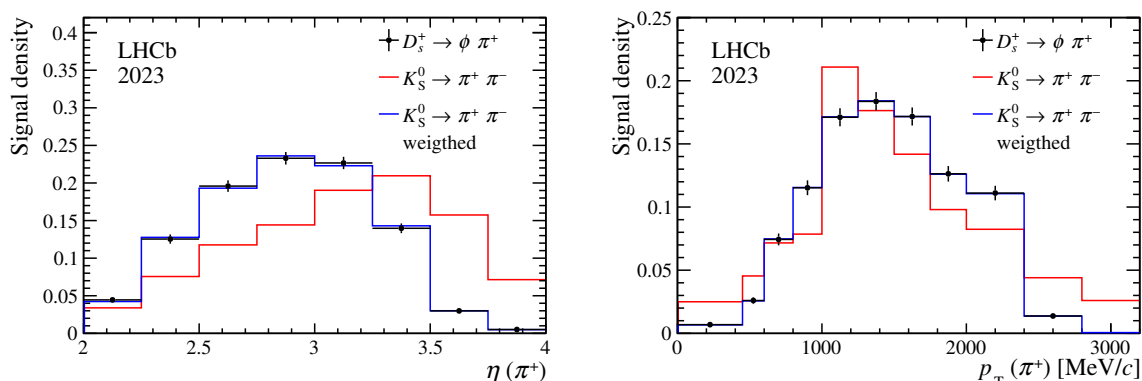 Signal density
0.4
0.35
0.3
0.25
0.2
0.15
0.1
0.05
0
LHCb
2023
D_s^+ → ϕ π^+
K_S^0 → π^+ π^−
K_S^0 → π^+ π^−
weigthed
2 2.5 3 3.5 4
η (π^+)
Signal density
0.25
0.2
0.15
0.1
0.05
0
LHCb
2023
D_s^+ → ϕ π^+
K_S^0 → π^+ π^−
K_S^0 → π^+ π^−
weigthed
0 1000 2000 3000
p_T (π^+) [MeV/c]